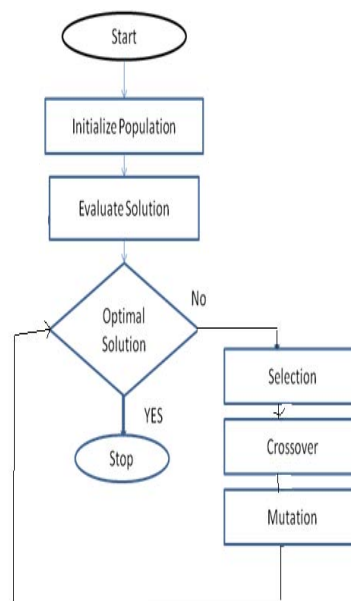 Start
Initialize Population
Evaluate Solution
Optimal
Solution
No
YES
Stop
Selection
Crossover
Mutation